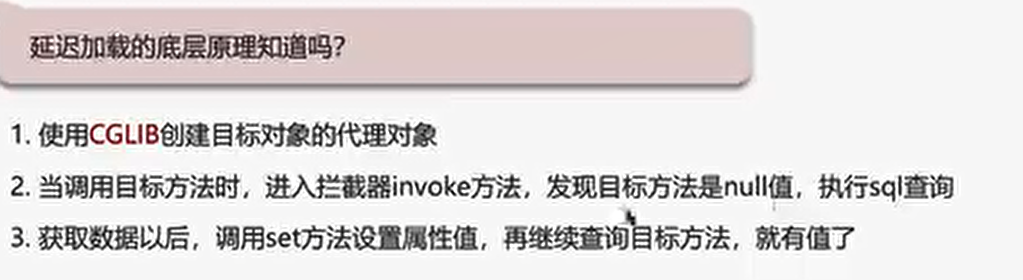 延迟加载的底层原理知道吗?
1. 使用CGLIB创建目标对象的代理对象
2. 当调用目标方法时，进入拦截器invoke方法，发现目标方法是null值，执行sql查询
3. 获取数据以后，调用set方法设置属性值，再继续查询目标方法，就有值了